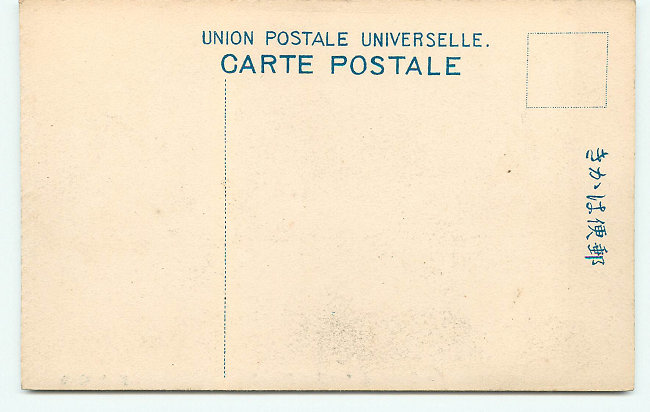 UNION POSTALE UNIVERSELLE.
CARTE POSTALE
郵便はかき